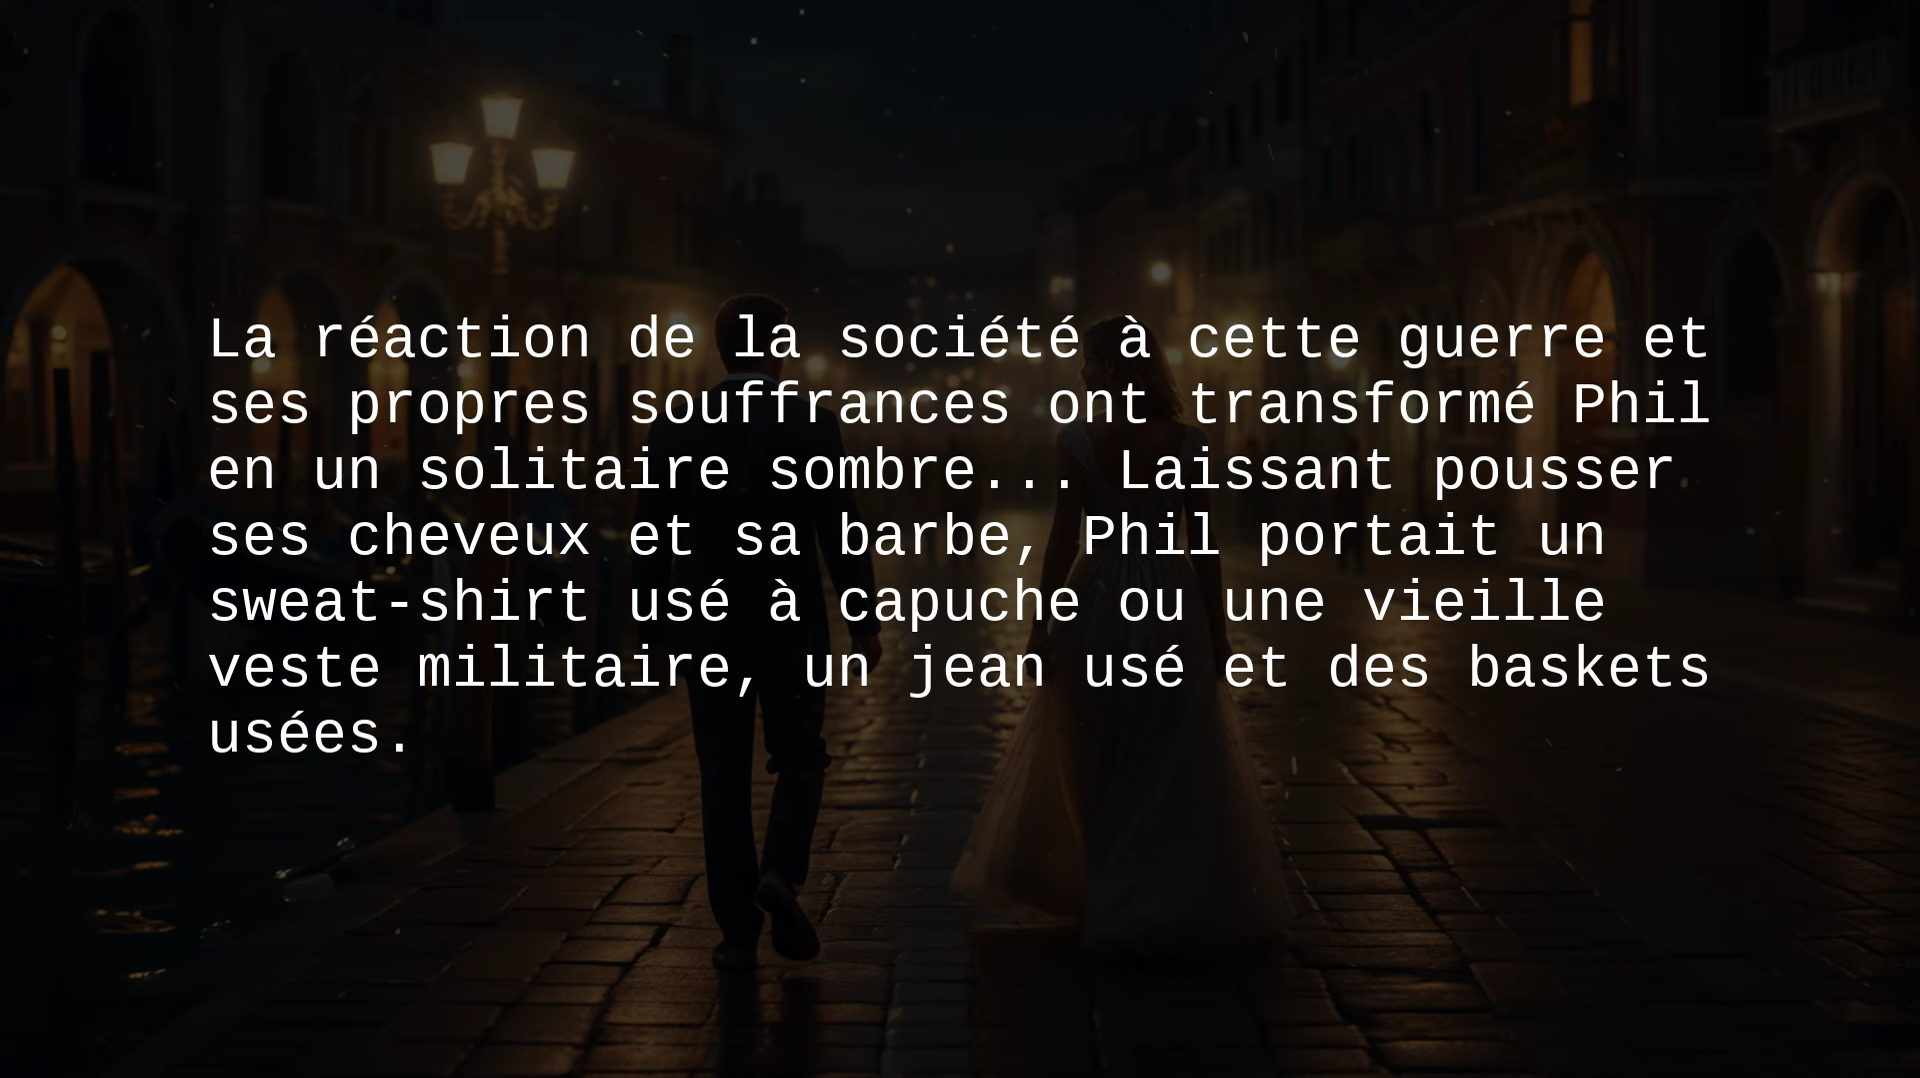 La réaction de la société à cette guerre et
ses propres souffrances ont transformé Phil
en un solitaire sombre... Laissant pousser
ses cheveux et sa barbe, Phil portait un
sweat-shirt usé à capuche ou une vieille
veste militaire, un jean usé et des baskets
usées.